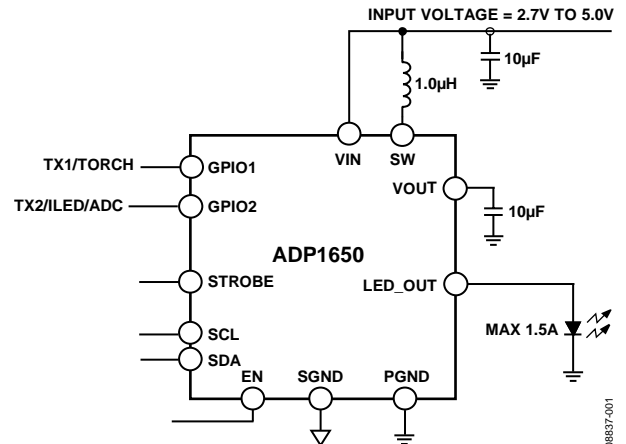 INPUT VOLTAGE = 2.7V TO 5.0V
10µF
1.0µH
VIN
SW
TX1/TORCH
GPIO1
TX2/ILED/ADC
GPIO2
VOUT
10µF
ADP1650
STROBE
LED_OUT
MAX 1.5A
SCL
SDA
EN
SGND
PGND
08837-001